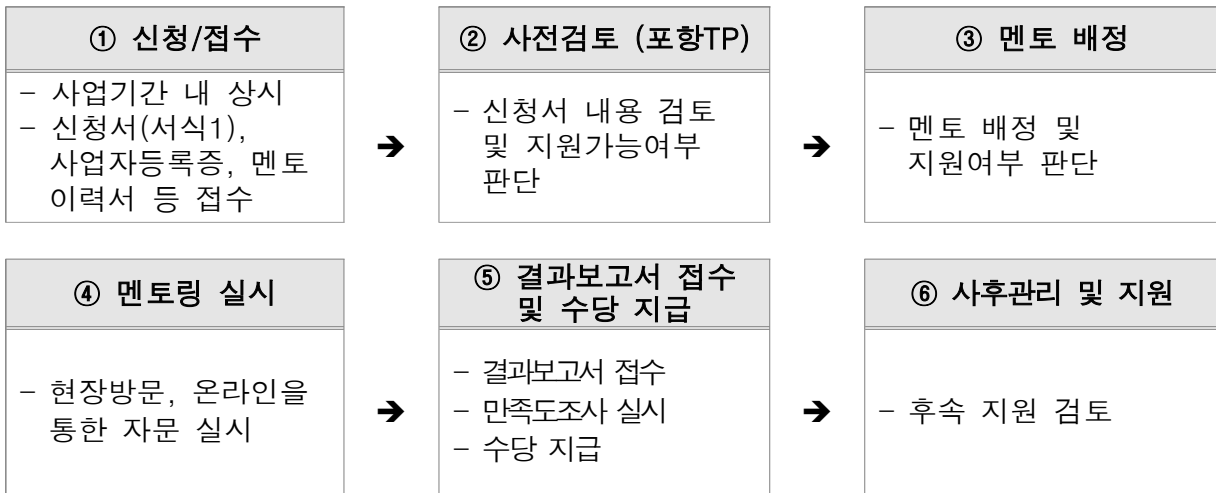 ① 신청/접수
– 사업기간 내 상시
– 신청서(서식1),
사업자등록증, 멘토
이력서 등 접수
➔
② 사전검토 (포항TP)
– 신청서 내용 검토
및 지원가능여부
판단
➔
③ 멘토 배정
– 멘토 배정 및
지원여부 판단
④ 멘토링 실시
– 현장방문, 온라인을
통한 자문 실시
➔
⑤ 결과보고서 접수
및 수당 지급
– 결과보고서 접수
– 만족도조사 실시
– 수당 지급
➔
⑥ 사후관리 및 지원
– 후속 지원 검토